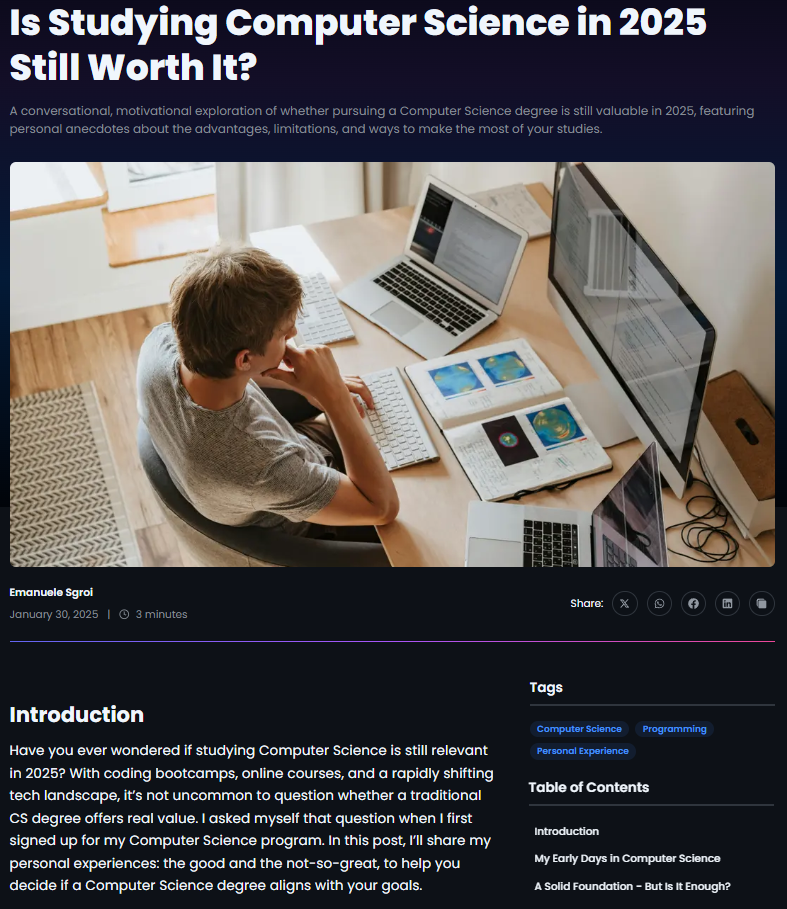 Is Studying Computer Science in 2025
Still Worth It?
A conversational, motivational exploration of whether pursuing a Computer Science degree is still valuable in 2025, featuring
personal anecdotes about the advantages, limitations, and ways to make the most of your studies.
Emanuele Sgroi
January 30, 2025 | 3 minutes
Share:
Introduction
Have you ever wondered if studying Computer Science is still relevant
in 2025? With coding bootcamps, online courses, and a rapidly shifting
tech landscape, it’s not uncommon to question whether a traditional
CS degree offers real value. I asked myself that question when I first
signed up for my Computer Science program. In this post, I’ll share my
personal experiences: the good and the not-so-great, to help you
decide if a Computer Science degree aligns with your goals.
Tags
Computer Science
Programming
Personal Experience
Table of Contents
Introduction
My Early Days in Computer Science
A Solid Foundation – But Is It Enough?